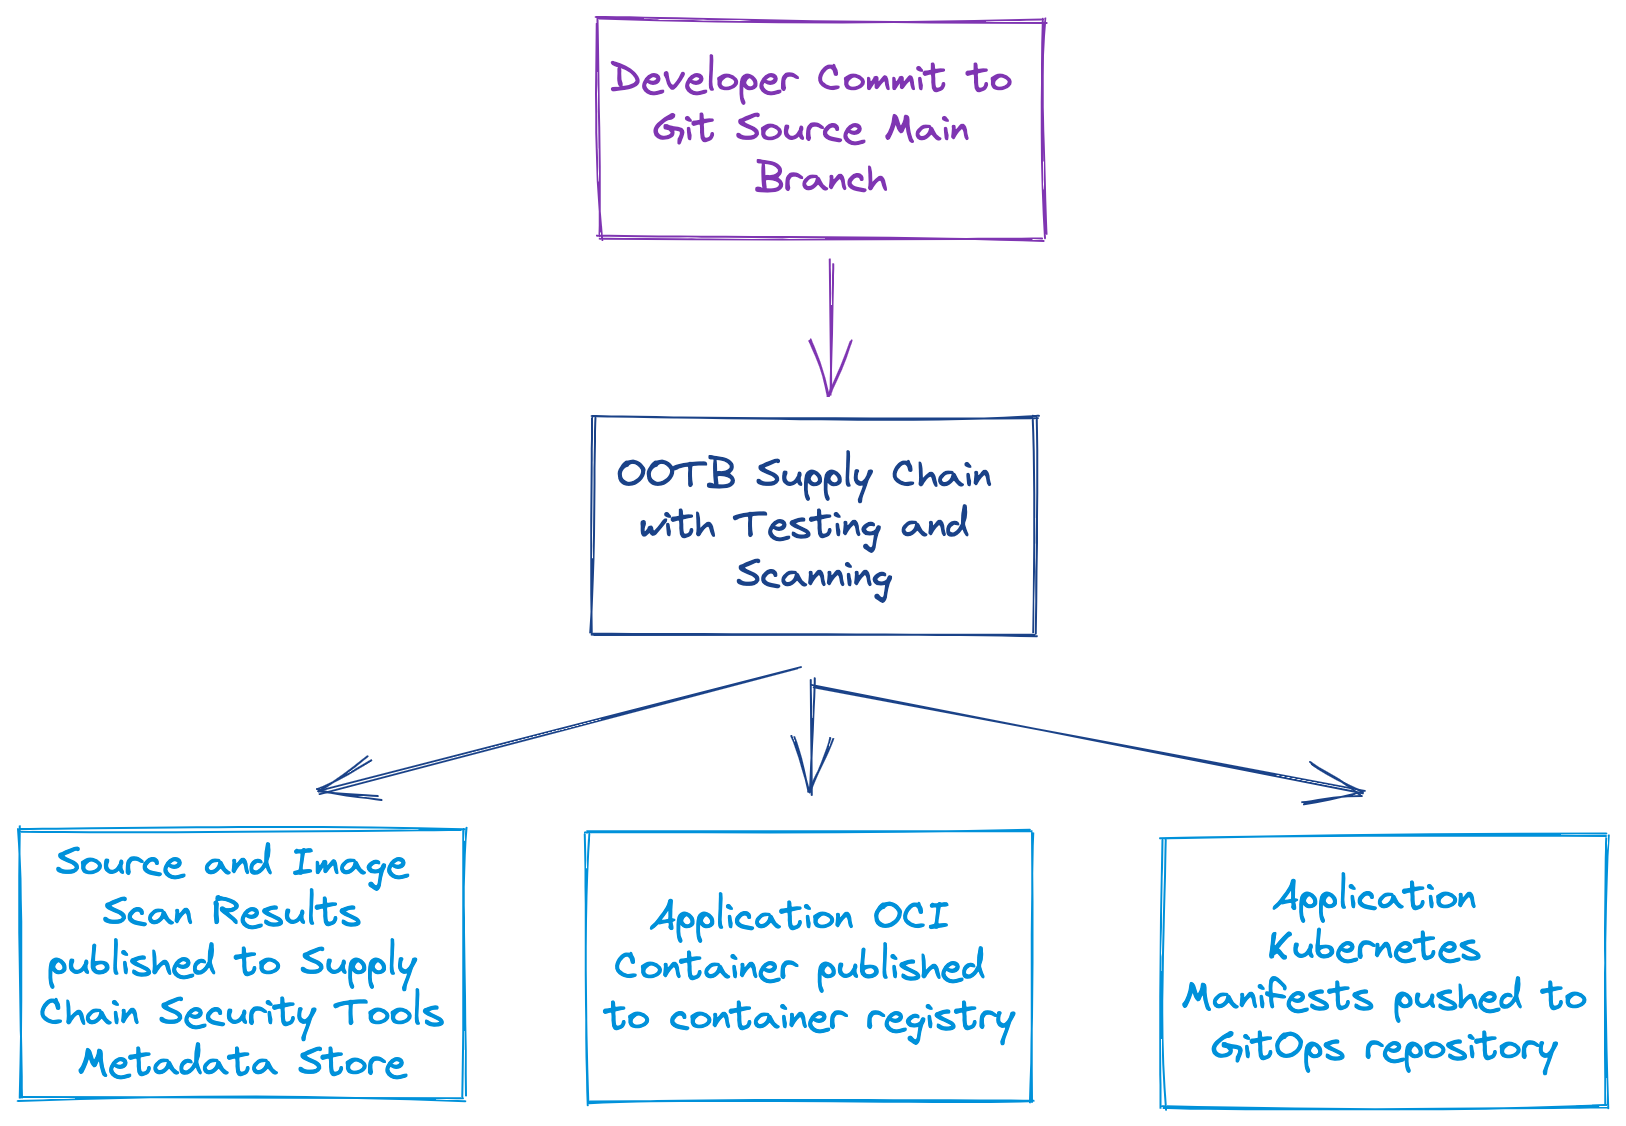 Developer Commit to
Git Source Main
Branch
OOTB Supply Chain
with Testing and
Scanning
Source and Image
Scan Results
published to Supply
Chain Security Tools
Metadata Store
Application OCI
Container published
to container registry
Application
Kubernetes
Manifests pushed to
GitOps repository